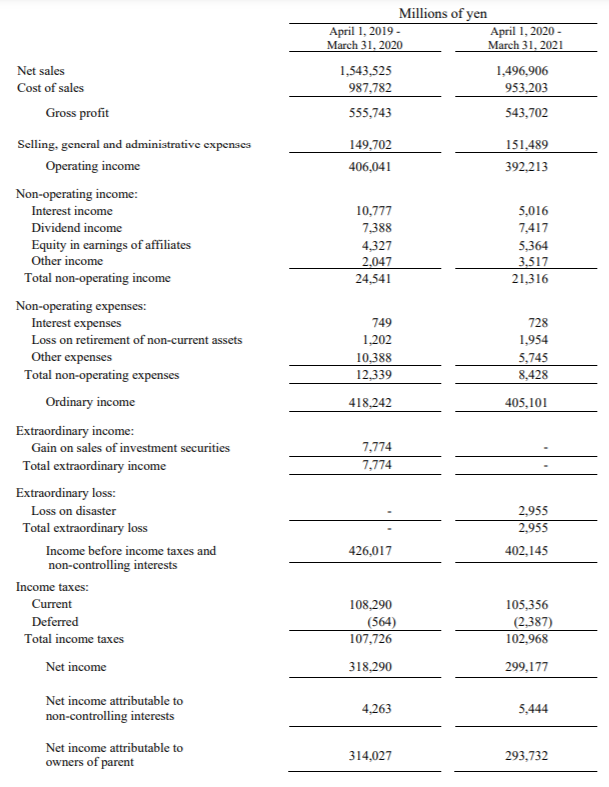 Millions of yen
April 1, 2019 - April 1, 2020 -
March 31, 2020 March 31, 2021
Net sales 1,543,525 1,496,906
Cost of sales 987,782 953,203
Gross profit 555,743 543,702
Selling, general and administrative expenses 149,702 151,489
Operating income 406,041 392,213
Non-operating income:
Interest income 10,777 5,016
Dividend income 7,388 7,417
Equity in earnings of affiliates 4,327 5,364
Other income 2,047 3,517
Total non-operating income 24,541 21,316
Non-operating expenses:
Interest expenses 749 728
Loss on retirement of non-current assets 1,202 1,954
Other expenses 10,388 5,745
Total non-operating expenses 12,339 8,428
Ordinary income 418,242 405,101
Extraordinary income:
Gain on sales of investment securities 7,774 -
Total extraordinary income 7,774 -
Extraordinary loss:
Loss on disaster - 2,955
Total extraordinary loss - 2,955
Income before income taxes and 426,017 402,145
non-controlling interests
Income taxes:
Current 108,290 105,356
Deferred (564) (2,387)
Total income taxes 107,726 102,968
Net income 318,290 299,177
Net income attributable to
non-controlling interests 4,263 5,444
Net income attributable to
owners of parent 314,027 293,732